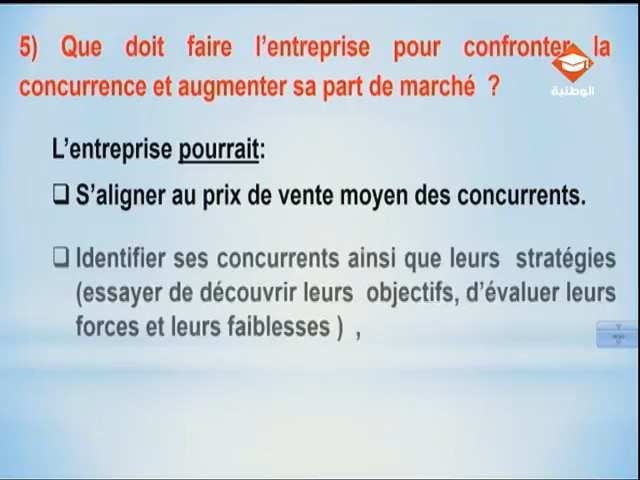 5) Que doit faire l’entreprise pour confronter la
concurrence et augmenter sa part de marché ?
الوطنية
L’entreprise pourrait:
❑ S’aligner au prix de vente moyen des concurrents.
❑ Identifier ses concurrents ainsi que leurs stratégies
(essayer de découvrir leurs objectifs, d’évaluer leurs
forces et leurs faiblesses ) ,